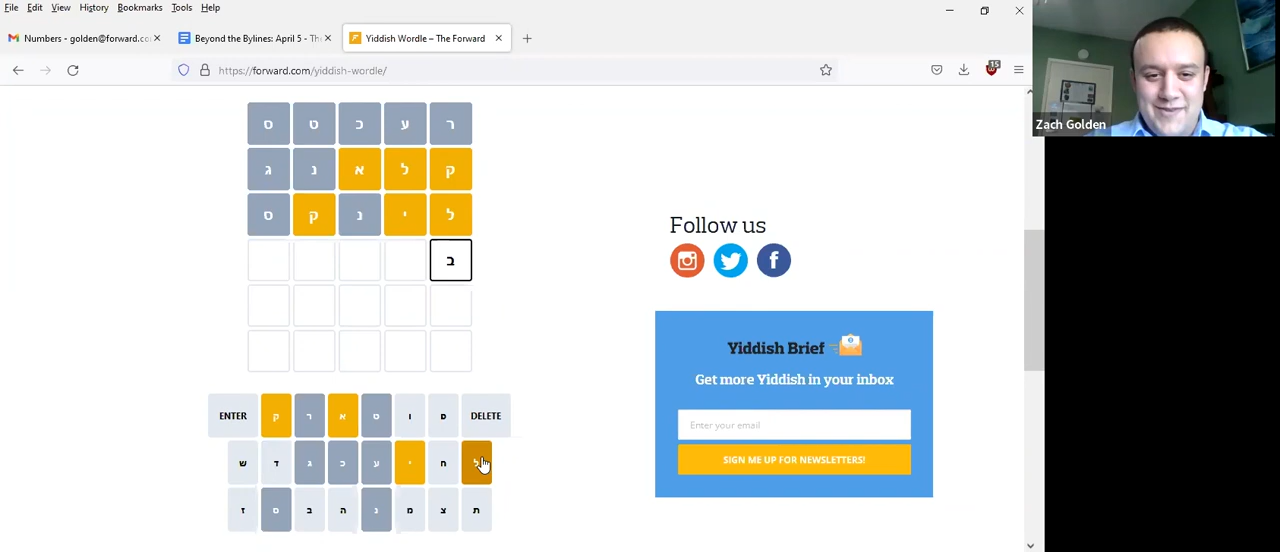 File Edit View History Bookmarks Tools Help
Numbers - golden@forward.co
Beyond the Bylines: April 5 - The
Yiddish Wordle – The Forward
https://forward.com/yiddish-wordle/
15
Zach Golden
ר ע כ ט ס
ק ל א נ ג
ל י נ ק ס
ב
ENTER ק ר א ט ו פ DELETE
ש ד ג כ ע י ח ל
ז ס ב ה נ מ צ ת
Follow us
Yiddish Brief
Get more Yiddish in your inbox
Enter your email
SIGN ME UP FOR NEWSLETTERS!